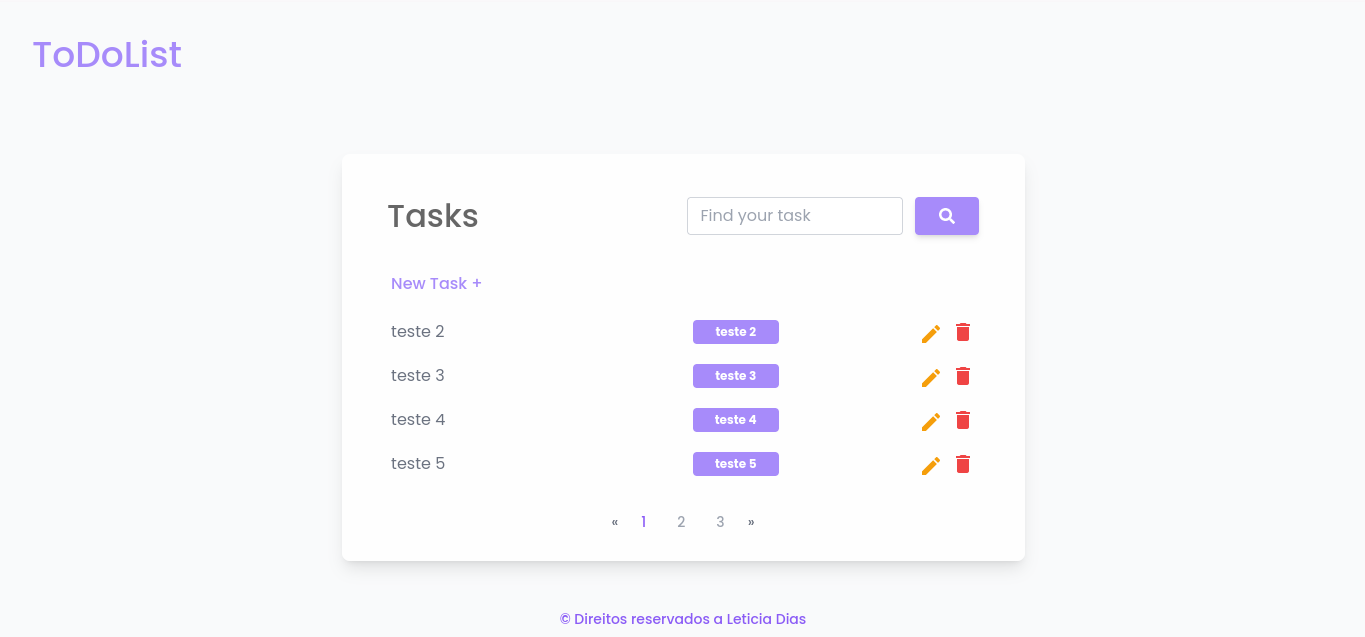 ToDoList
Tasks
Find your task
New Task +
teste 2 teste 2
teste 3 teste 3
teste 4 teste 4
teste 5 teste 5
« 1 2 3 »
© Direitos reservados a Leticia Dias